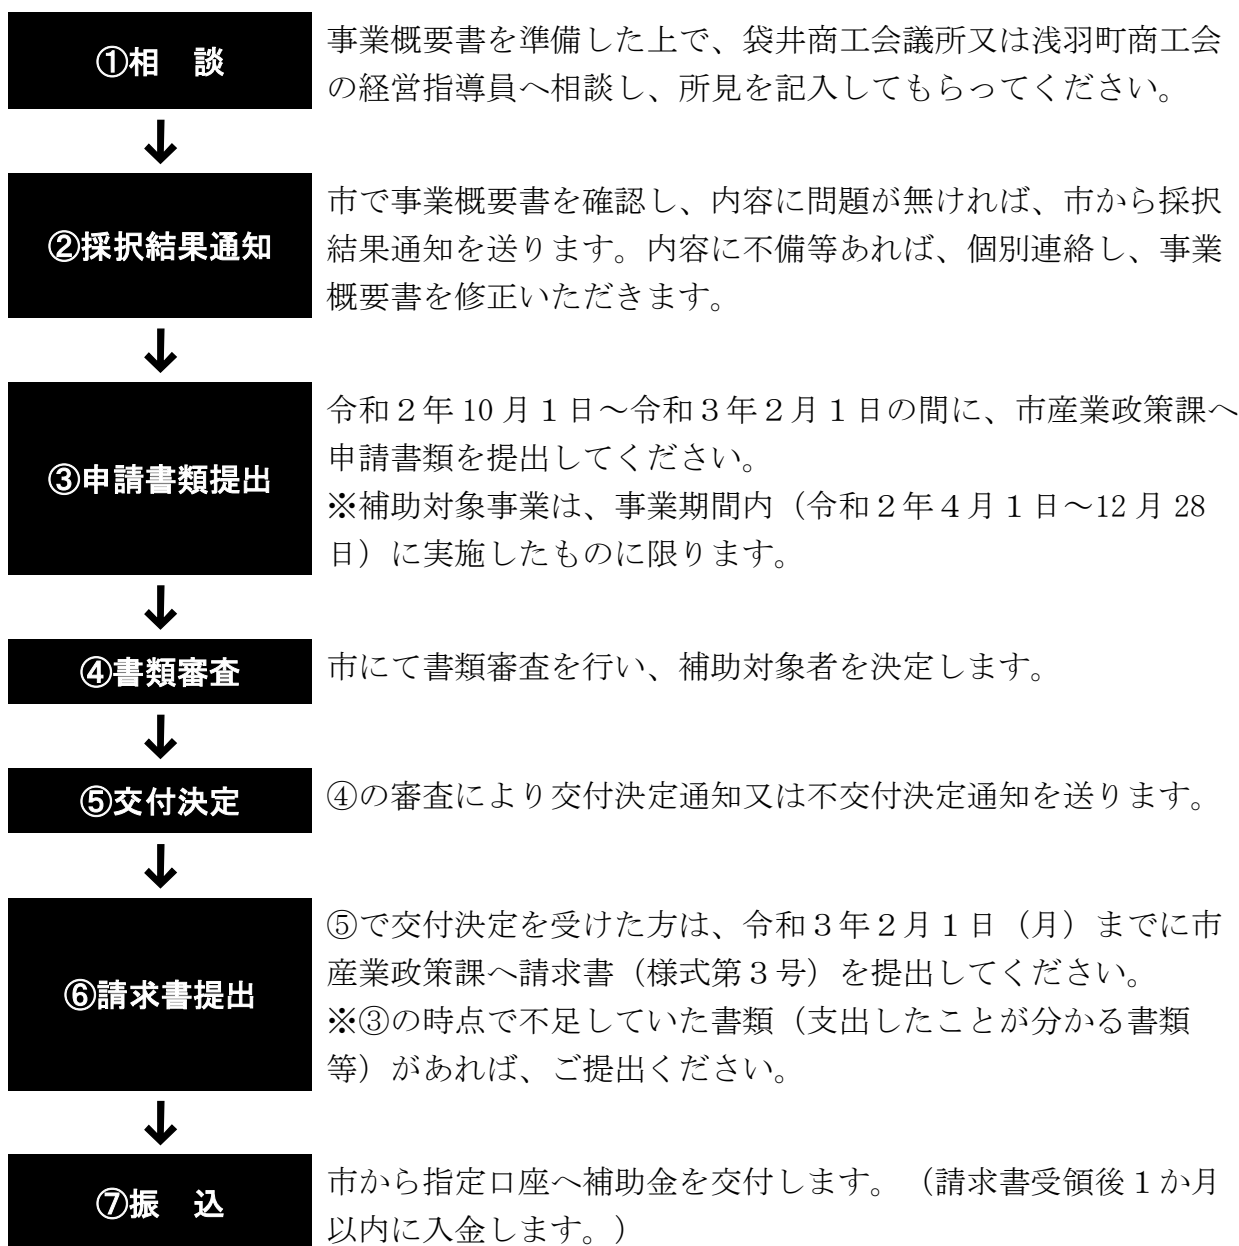 ①相　談
事業概要書を準備した上で、袋井商工会議所又は浅羽町商工会
の経営指導員へ相談し、所見を記入してもらってください。
↓
②採択結果通知
市で事業概要書を確認し、内容に問題が無ければ、市から採択
結果通知を送ります。内容に不備等あれば、個別連絡し、事業
概要書を修正いただきます。
↓
③申請書類提出
令和２年 10 月１日～令和３年２月１日の間に、市産業政策課へ
申請書類を提出してください。
※補助対象事業は、事業期間内（令和２年４月１日～12 月 28
日）に実施したものに限ります。
↓
④書類審査
市にて書類審査を行い、補助対象者を決定します。
↓
⑤交付決定
④の審査により交付決定通知又は不交付決定通知を送ります。
↓
⑥請求書提出
⑤で交付決定を受けた方は、令和３年２月１日（月）までに市
産業政策課へ請求書（様式第３号）を提出してください。
※③の時点で不足していた書類（支出したことが分かる書類
等）があれば、ご提出ください。
↓
⑦振　込
市から指定口座へ補助金を交付します。（請求書受領後１か月
以内に入金します。）